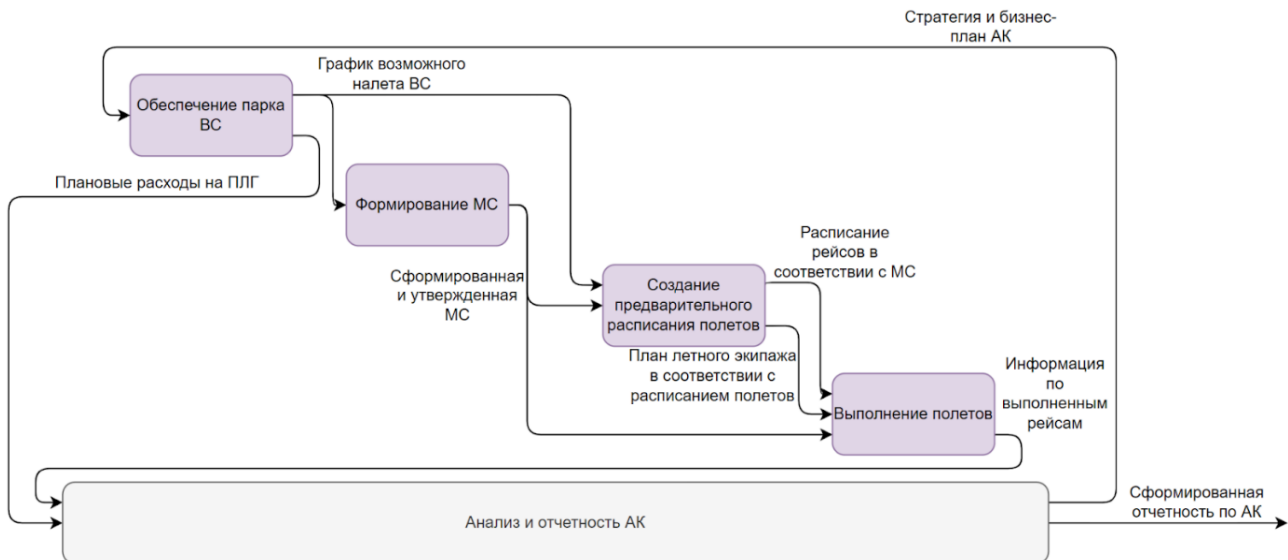 Стратегия и бизнес-
план АК
График возможного
налета ВС
Обеспечение парка
ВС
Плановые расходы на ПЛГ
Формирование МС
Расписание
рейсов в
соответствии с МС
Сформированная
и утвержденная
МС
Создание
предварительного
расписания полетов
План летного экипажа
в соответствии с
расписанием полетов
Информация
по
выполненным
рейсам
Выполнение полетов
Сформированная
отчетность по АК
Анализ и отчетность АК